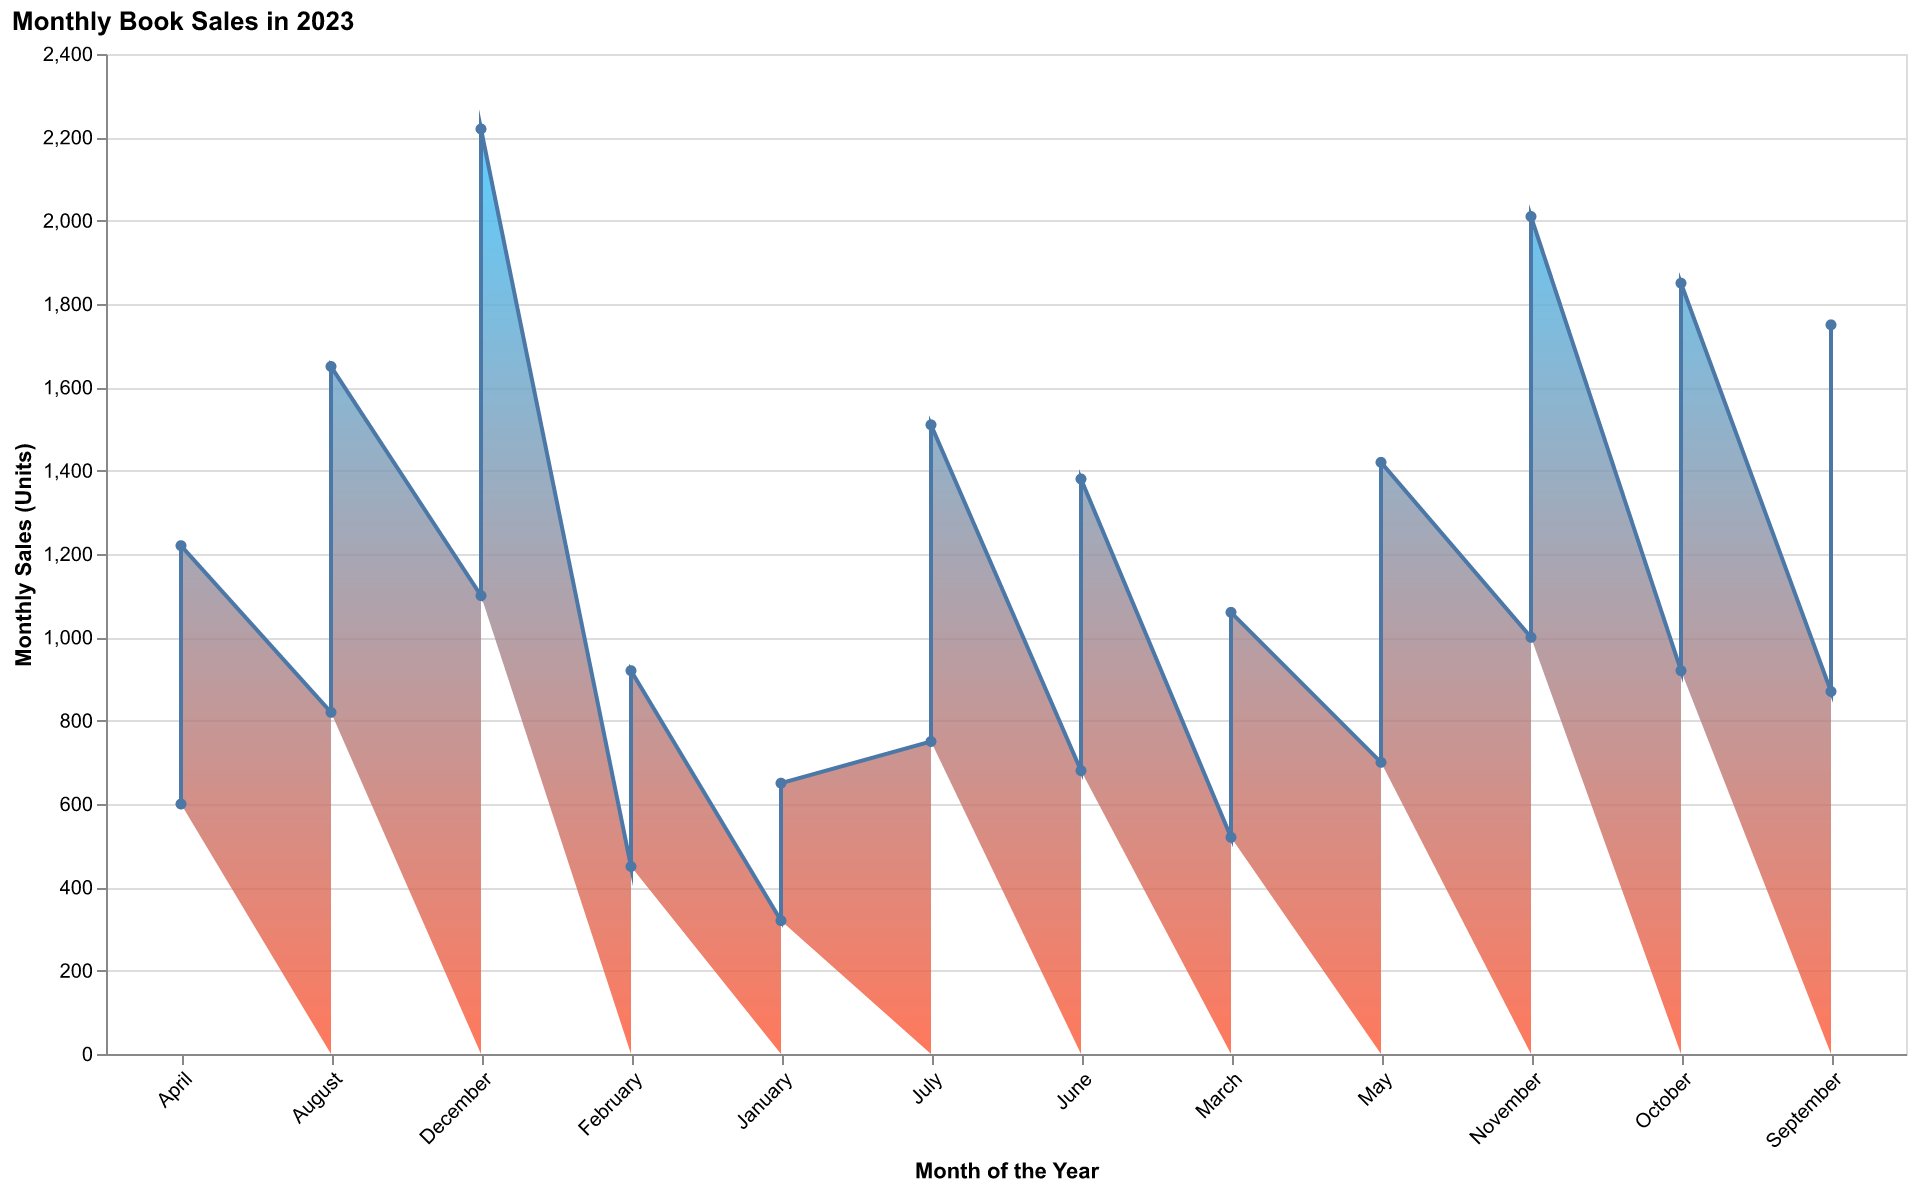 Monthly Book Sales in 2023
2,400
2,200
2,000
1,800
1,600
1,400
1,200
1,000
800
600
400
200
0
Monthly Sales (Units)
April
August
December
February
January
July
June
March
May
November
October
September
Month of the Year